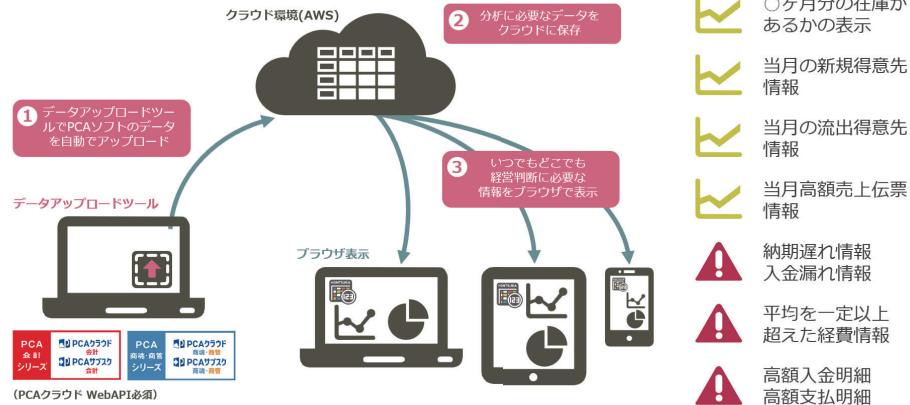 クラウド環境(AWS)
2 分析に必要なデータを
クラウドに保存
1 データアップロードツー
ルでPCAソフトのデータ
を自動でアップロード
3 いつでもどこでも
経営判断に必要な
情報をブラウザで表示
データアップロードツール
ブラウザ表示
PCA
会計
シリーズ
PCAクラウド
会計
PCAサブスク
会計
PCA
商魂・商管
シリーズ
PCAクラウド
商魂・商管
PCAサブスク
商魂・商管
(PCAクラウド WebAPI必須)
123
123
〇ヶ月分の在庫が
あるかの表示
当月の新規得意先
情報
当月の流出得意先
情報
当月高額売上伝票
情報
納期遅れ情報
入金漏れ情報
平均を一定以上
超えた経費情報
高額入金明細
高額支払明細